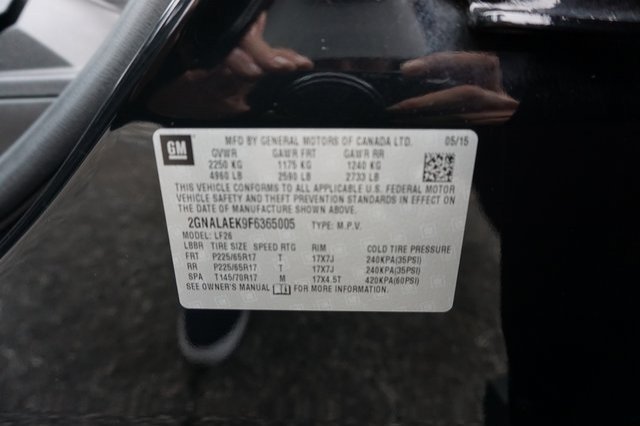 GM
MFD BY GENERAL MOTORS OF CANADA LTD. 05/15
GVWR GAWR FRT GAWR RR
2250 KG 1175 KG 1240 KG
4960 LB 2590 LB 2733 LB
THIS VEHICLE CONFORMS TO ALL APPLICABLE U.S. FEDERAL MOTOR
VEHICLE SAFETY AND THEFT PREVENTION STANDARDS IN EFFECT ON
THE DATE OF MANUFACTURE SHOWN ABOVE.
2GNALAEK9F6365005 TYPE: M.P.V.
MODEL: LF26
LBBR TIRE SIZE SPEED RTG RIM COLD TIRE PRESSURE
FRT P225/65R17 T 17X7J 240KPA(35PSI)
RR P225/65R17 T 17X7J 240KPA(35PSI)
SPA T145/70R17 M 17X4.5T 420KPA(60PSI)
SEE OWNER'S MANUAL FOR MORE INFORMATION.